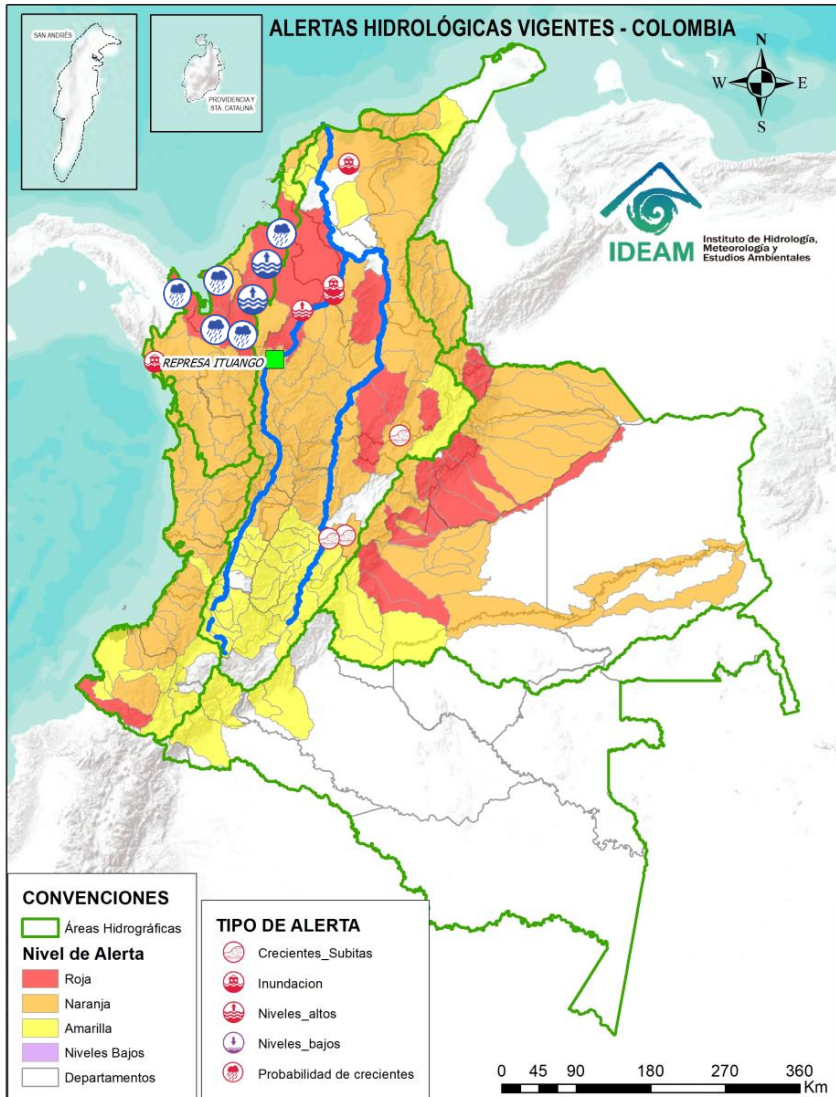 ALERTAS HIDROLÓGICAS VIGENTES - COLOMBIA
SAN ANDRÉS
PROVIDENCIA Y
STA. CATALINA
N
W E
S
IDEAM
Instituto de Hidrología,
Meteorología y
Estudios Ambientales
REPRESA ITUANGO
CONVENCIONES
Áreas Hidrográficas
Nivel de Alerta
Roja
Naranja
Amarilla
Niveles Bajos
Departamentos
TIPO DE ALERTA
Crecientes_Subitas
Inundacion
Niveles_altos
Niveles_bajos
Probabilidad de crecientes
0 45 90 180 270 360
Km